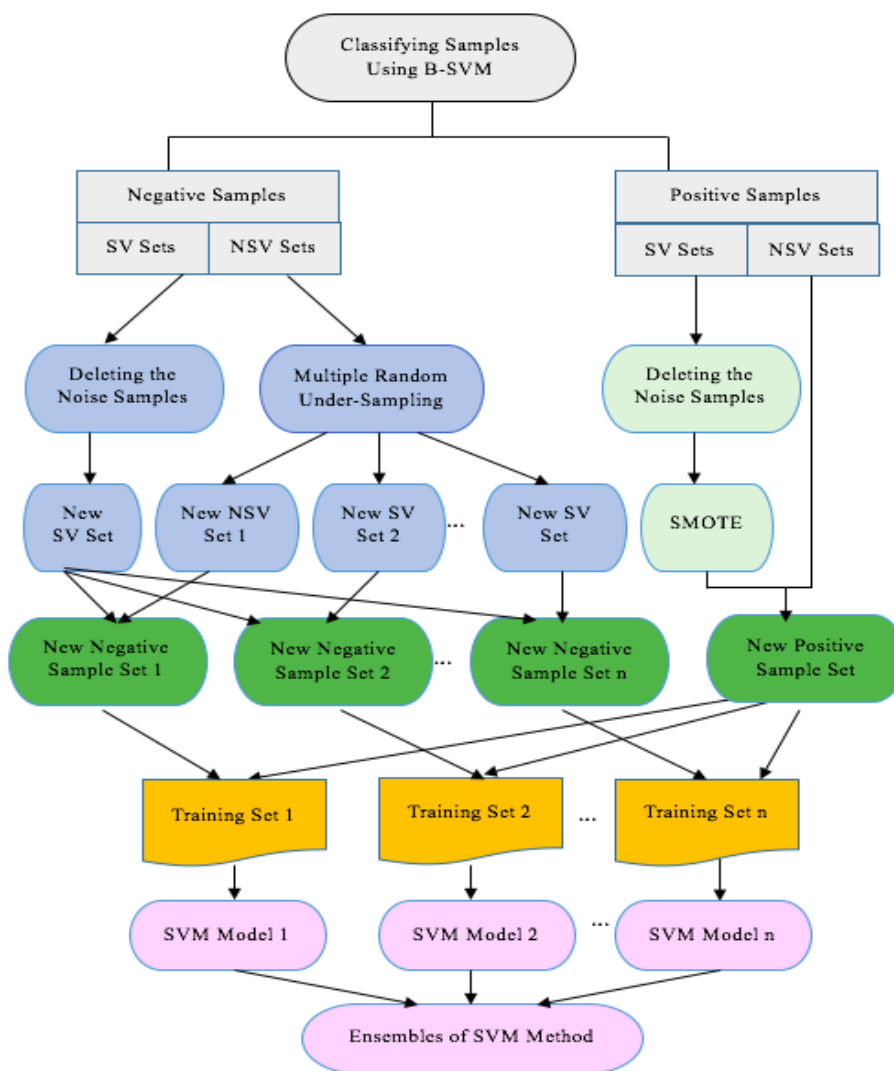 Classifying Samples
Using B-SVM
Negative Samples
Positive Samples
SV Sets
NSV Sets
SV Sets
NSV Sets
Deleting the
Noise Samples
Multiple Random
Under-Sampling
Deleting the
Noise Samples
New
SV Set
New NSV
Set 1
New SV
Set 2
...
New SV
Set
SMOTE
New Negative
Sample Set 1
New Negative
Sample Set 2
...
New Negative
Sample Set n
New Positive
Sample Set
Training Set 1
Training Set 2
...
Training Set n
SVM Model 1
SVM Model 2
...
SVM Model n
Ensembles of SVM Method